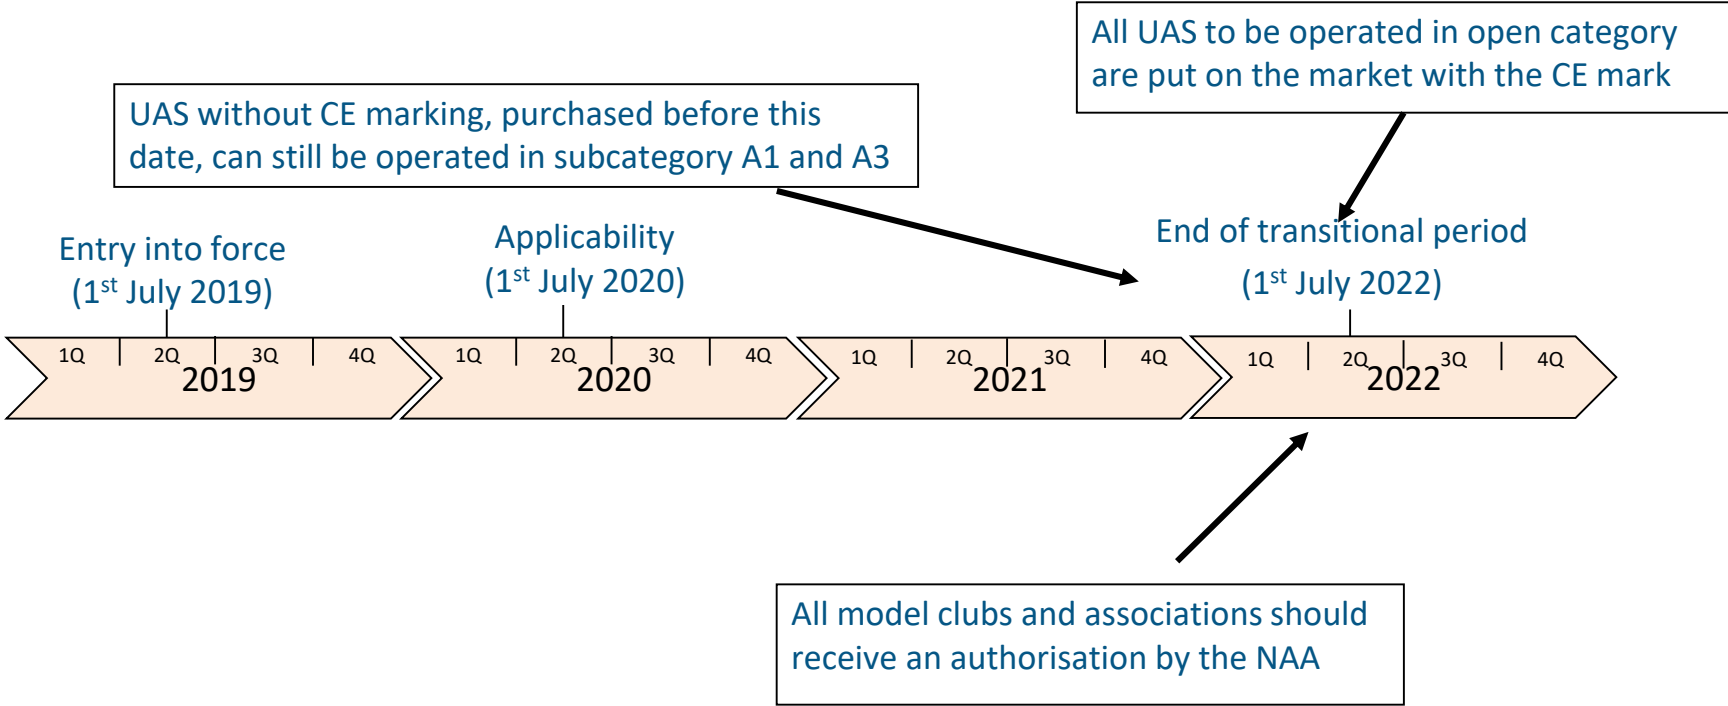 All UAS to be operated in open category
are put on the market with the CE mark
UAS without CE marking, purchased before this
date, can still be operated in subcategory A1 and A3
Entry into force
(1st July 2019)
Applicability
(1st July 2020)
End of transitional period
(1st July 2022)
1Q 2Q 3Q 4Q
2019
1Q 2Q 3Q 4Q
2020
1Q 2Q 3Q 4Q
2021
1Q 2Q 3Q 4Q
2022
All model clubs and associations should
receive an authorisation by the NAA